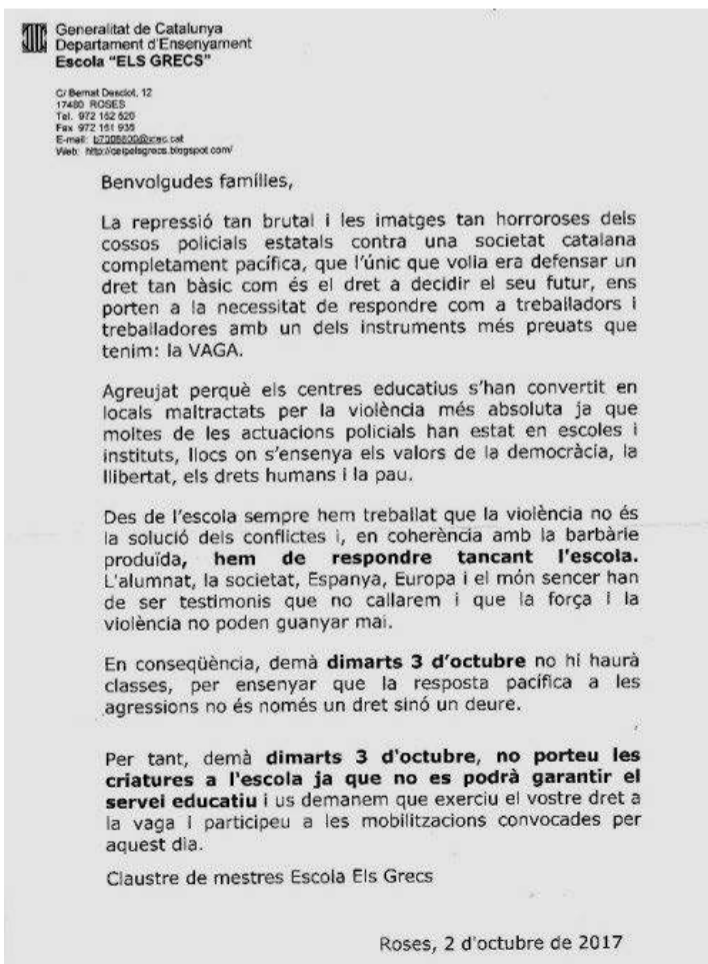 Generalitat de Catalunya
Departament d'Ensenyament
Escola "ELS GRECS"
C/ Bernat Desclot, 12
17480 ROSES
Tel. 972 152 520
Fax 972 151 935
E-mail:
Web: http://ceipelsgrecs.blogspot.com/
Benvolgudes famílies,
La repressió tan brutal i les imatges tan horroroses dels
cossos policials estatals contra una societat catalana
completament pacífica, que l'únic que volia era defensar un
dret tan bàsic com és el dret a decidir el seu futur, ens
porten a la necessitat de respondre com a treballadors i
treballadores amb un dels instruments més preuats que
tenim: la VAGA.
Agreujat perquè els centres educatius s'han convertit en
locals maltractats per la violència més absoluta ja que
moltes de les actuacions policials han estat en escoles i
instituts, llocs on s'ensenya els valors de la democràcia, la
llibertat, els drets humans i la pau.
Des de l'escola sempre hem treballat que la violència no és
la solució dels conflictes i, en coherència amb la barbàrie
produïda, hem de respondre tancant l'escola.
L'alumnat, la societat, Espanya, Europa i el món sencer han
de ser testimonis que no callarem i que la força i la
violència no poden guanyar mai.
En conseqüència, demà dimarts 3 d'octubre no hi haurà
classes, per ensenyar que la resposta pacífica a les
agressions no és només un dret sinó un deure.
Per tant, demà dimarts 3 d'octubre, no porteu les
criatures a l'escola ja que no es podrà garantir el
servei educatiu i us demanem que exerciu el vostre dret a
la vaga i participeu a les mobilitzacions convocades per
aquest dia.
Claustre de mestres Escola Els Grecs
Roses, 2 d'octubre de 2017